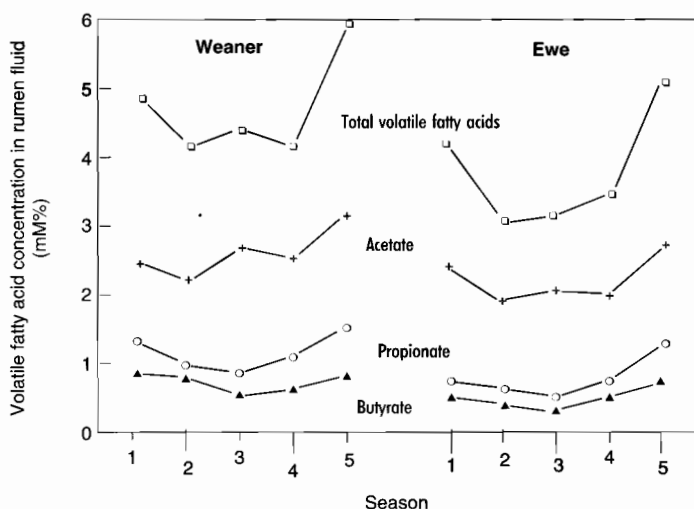 Volatile fatty acid concentration in rumen fluid
(mM%)
6
5
4
3
2
1
0
Weaner
Ewe
Total volatile fatty acids
Acetate
Propionate
Butyrate
1 2 3 4 5
1 2 3 4 5
Season